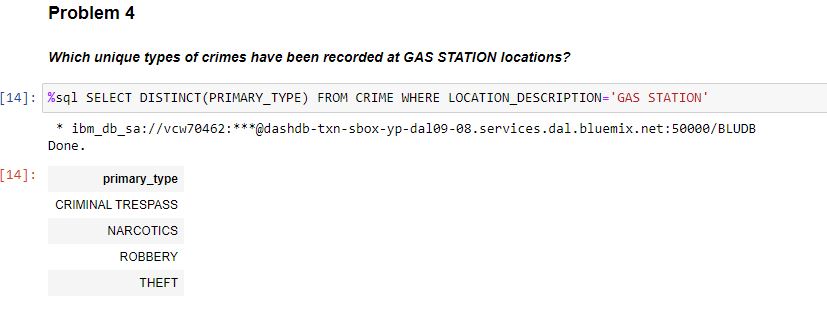 Problem 4
Which unique types of crimes have been recorded at GAS STATION locations?
[14]: %sql SELECT DISTINCT(PRIMARY_TYPE) FROM CRIME WHERE LOCATION_DESCRIPTION='GAS STATION'
* ibm_db_sa://vcw70462:***@dashdb-txn-sbox-yp-dal09-08.services.dal.bluemix.net:50000/BLUDB
Done.
[14]: primary_type
CRIMINAL TRESPASS
NARCOTICS
ROBBERY
THEFT